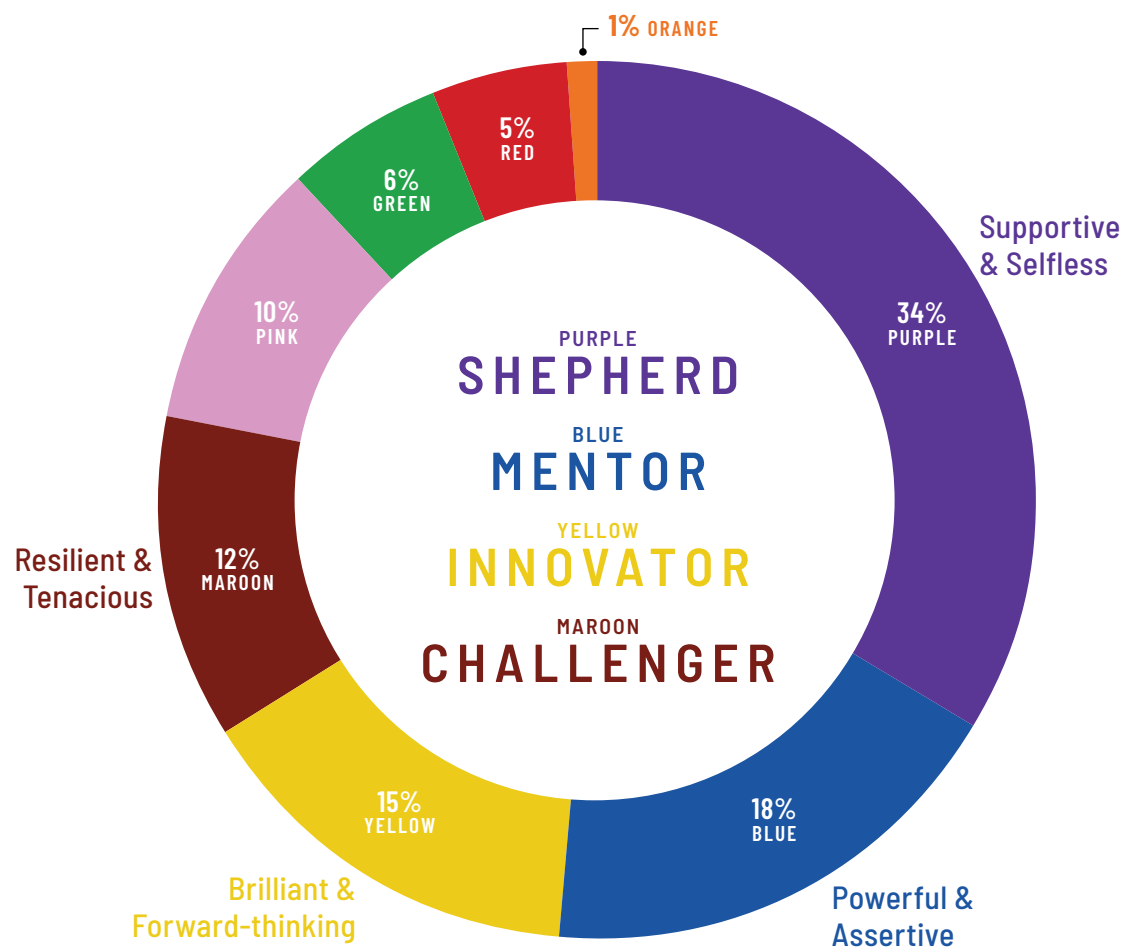 1% ORANGE
5%
RED
6%
GREEN
Supportive
& Selfless
10%
PINK
34%
PURPLE
PURPLE
SHEPHERD
BLUE
MENTOR
YELLOW
INNOVATOR
MAROON
CHALLENGER
Resilient &
Tenacious
12%
MAROON
15%
YELLOW
18%
BLUE
Brilliant &
Forward-thinking
Powerful &
Assertive